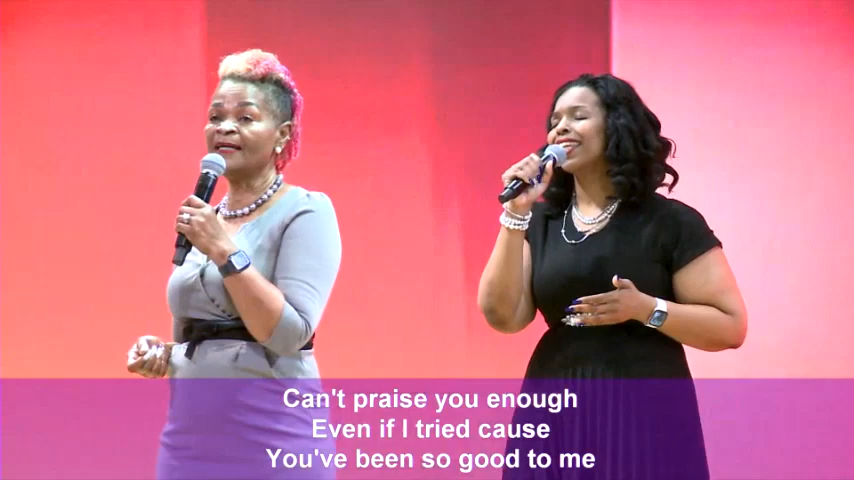 Can't praise you enough
Even if I tried cause
You've been so good to me